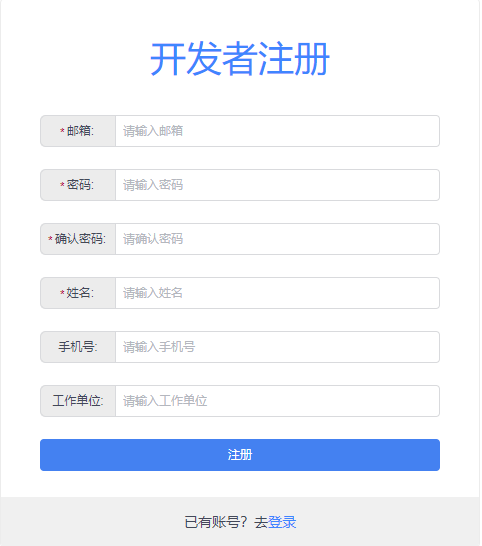 开发者注册
*邮箱: 请输入邮箱
*密码: 请输入密码
*确认密码: 请确认密码
*姓名: 请输入姓名
手机号: 请输入手机号
工作单位: 请输入工作单位
注册
已有账号？去登录